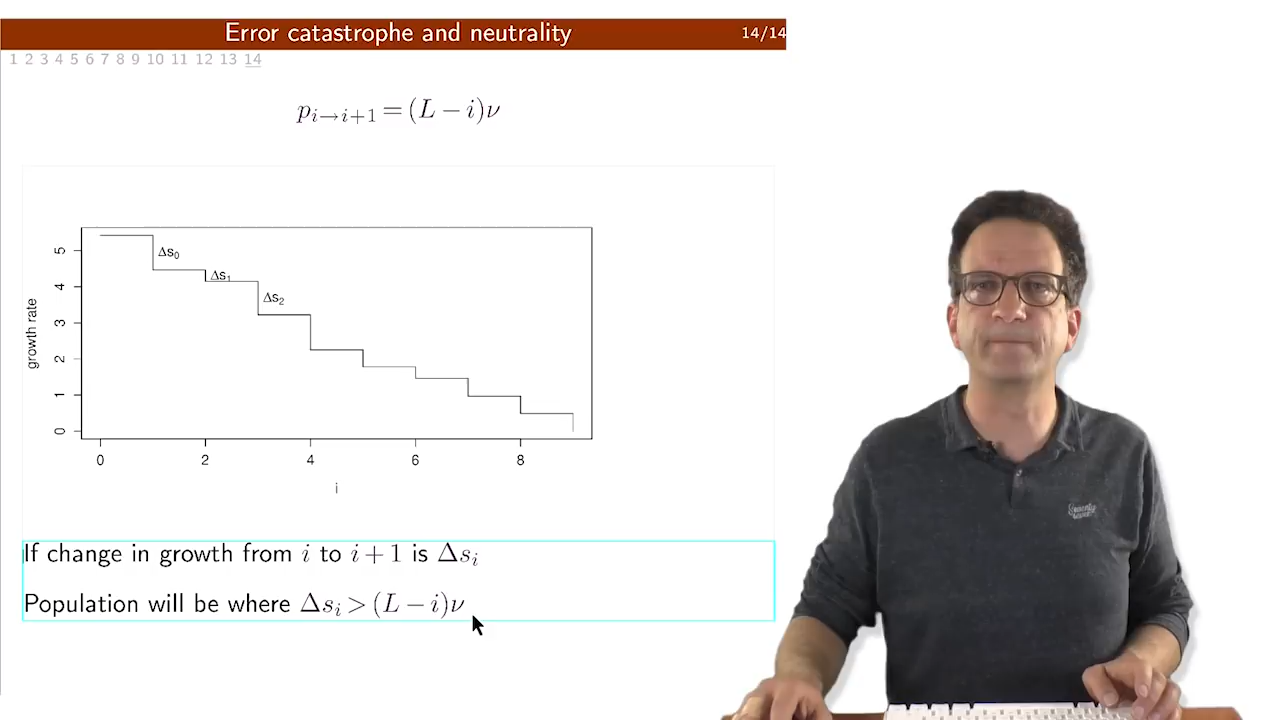 Error catastrophe and neutrality
14/14
1 2 3 4 5 6 7 8 9 10 11 12 13 14
p_{i→i+1} = (L − i)ν
growth rate
5
4
3
2
1
0
Δs₀
Δs₁
Δs₂
0 2 4 6 8
i
If change in growth from i to i + 1 is Δsᵢ
Population will be where Δsᵢ > (L − i)ν